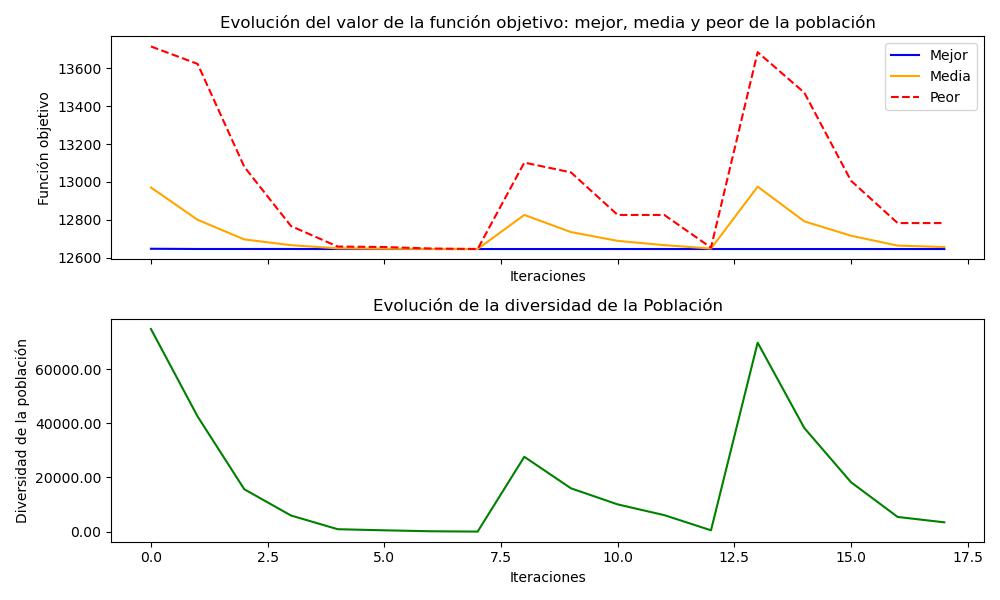 Evolución del valor de la función objetivo: mejor, media y peor de la población
Función objetivo
13600
13400
13200
13000
12800
12600
Mejor
Media
Peor
Iteraciones
Evolución de la diversidad de la Población
Diversidad de la población
60000.00
40000.00
20000.00
0.00
0.0 2.5 5.0 7.5 10.0 12.5 15.0 17.5
Iteraciones